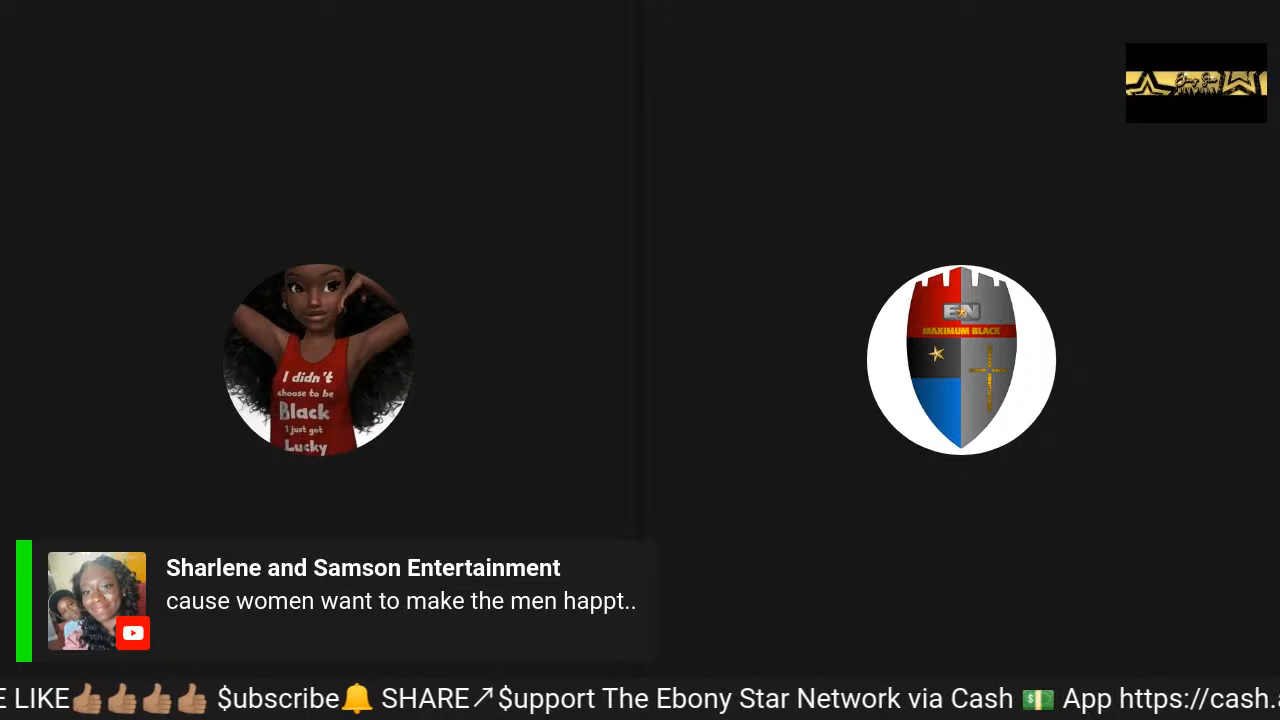 I didn't
choose to be
Black
I just got
Lucky
EN
MAXIMUM BLACK
Sharlene and Samson Entertainment
cause women want to make the men happt..
E LIKE👍🏽👍🏽👍🏽👍🏽 $ubscribe🔔 SHARE↗$upport The Ebony Star Network via Cash 💵 App https://cash.